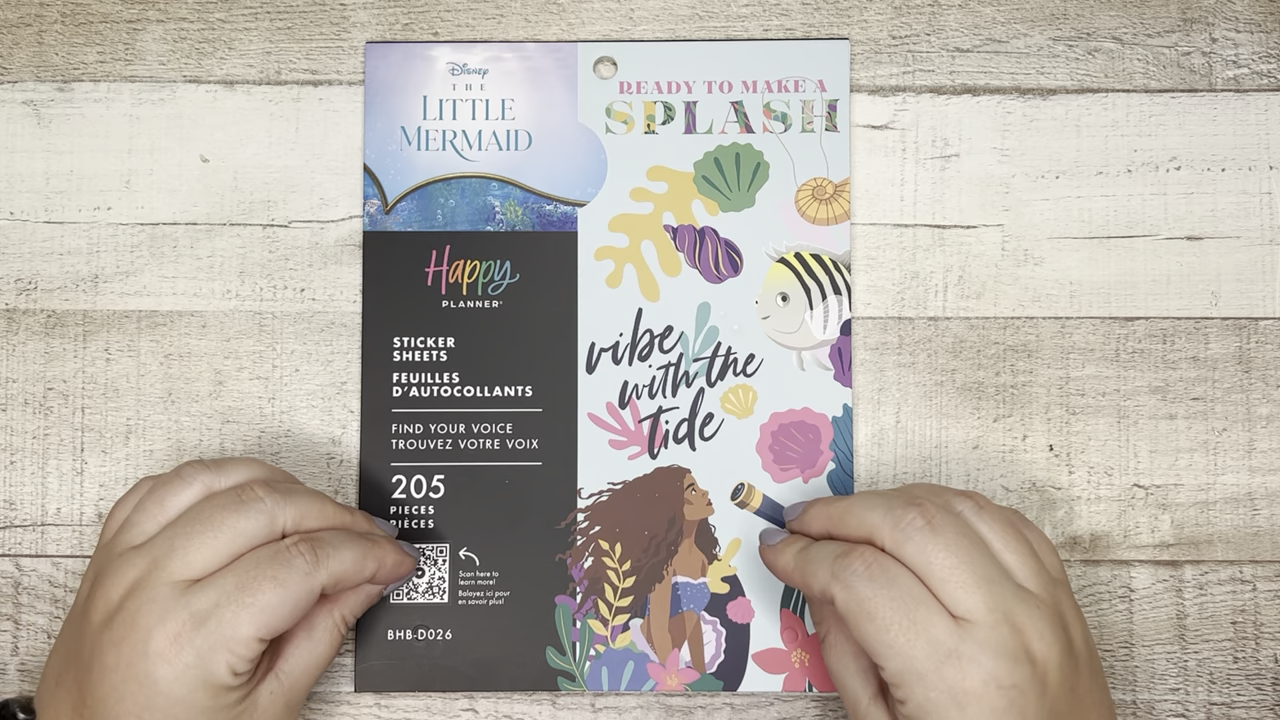 Disney
THE
LITTLE
MERMAID
Happy
PLANNER®
STICKER
SHEETS
FEUILLES
D'AUTOCOLLANTS
FIND YOUR VOICE
TROUVEZ VOTRE VOIX
205
PIECES
PIÈCES
Scan here to
learn more!
Balayez ici pour
en savoir plus!
BHB-D026
READY TO MAKE A
SPLASH
vibe
with the
tide